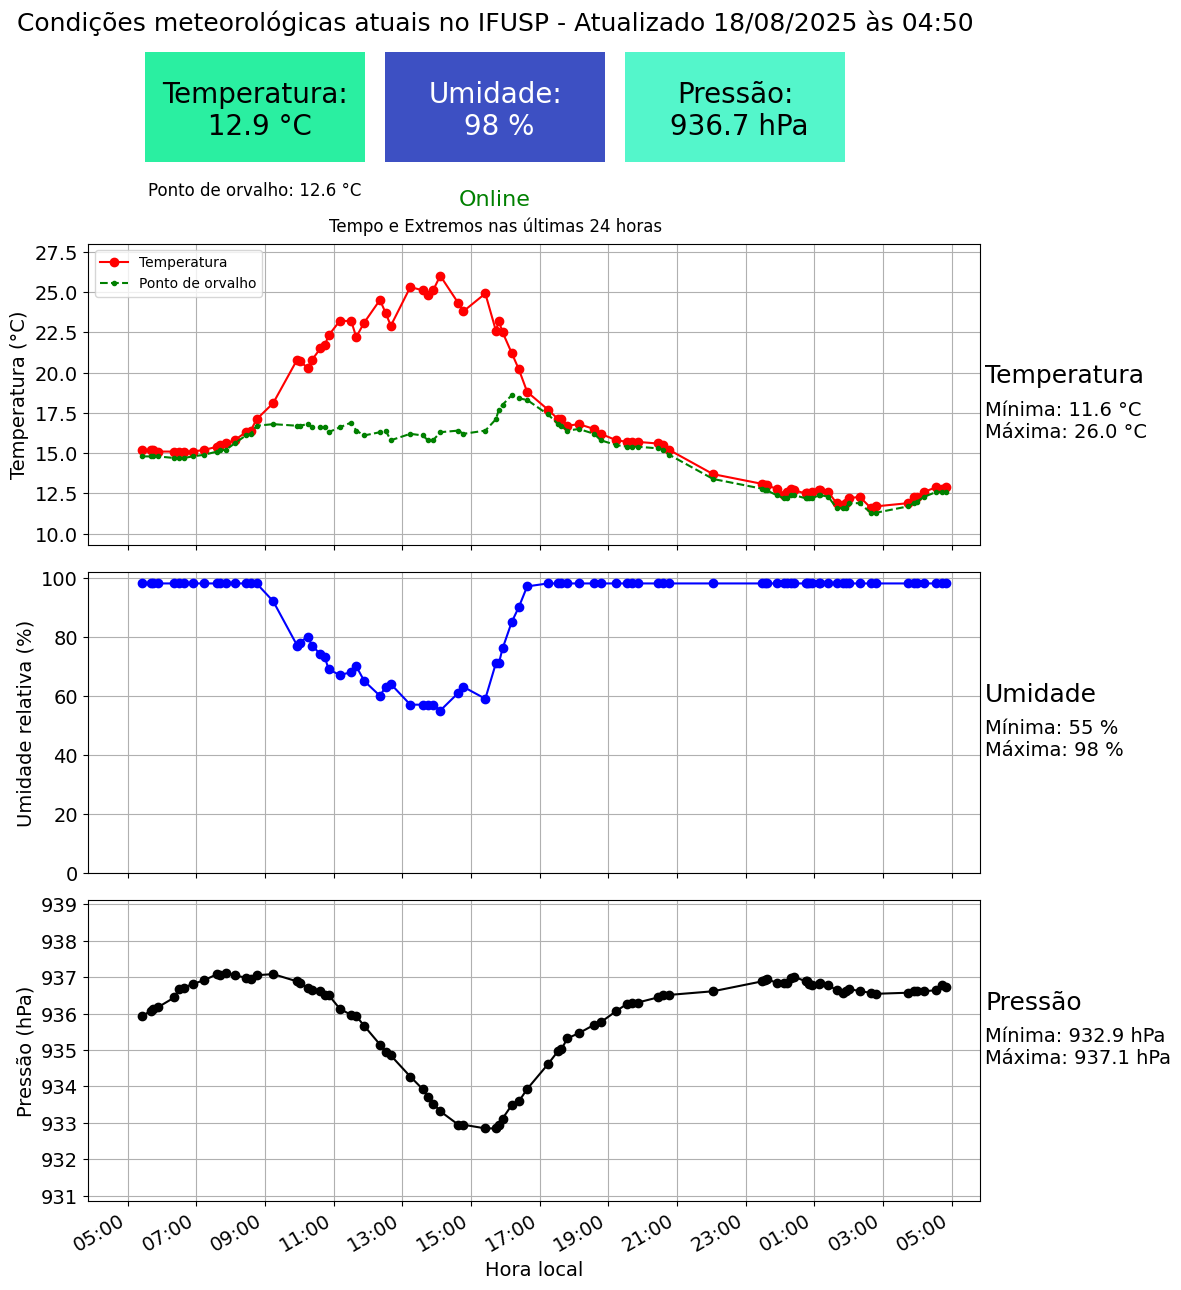 Condições meteorológicas atuais no IFUSP - Atualizado 18/08/2025 às 04:50
Temperatura:
12.9 °C
Umidade:
98 %
Pressão:
936.7 hPa
Ponto de orvalho: 12.6 °C
Online
Tempo e Extremos nas últimas 24 horas
Temperatura
Ponto de orvalho
Temperatura (°C)
27.5
25.0
22.5
20.0
17.5
15.0
12.5
10.0
Temperatura
Mínima: 11.6 °C
Máxima: 26.0 °C
Umidade relativa (%)
100
80
60
40
20
0
Umidade
Mínima: 55 %
Máxima: 98 %
Pressão (hPa)
939
938
937
936
935
934
933
932
931
Pressão
Mínima: 932.9 hPa
Máxima: 937.1 hPa
05:00 07:00 09:00 11:00 13:00 15:00 17:00 19:00 21:00 23:00 01:00 03:00 05:00
Hora local